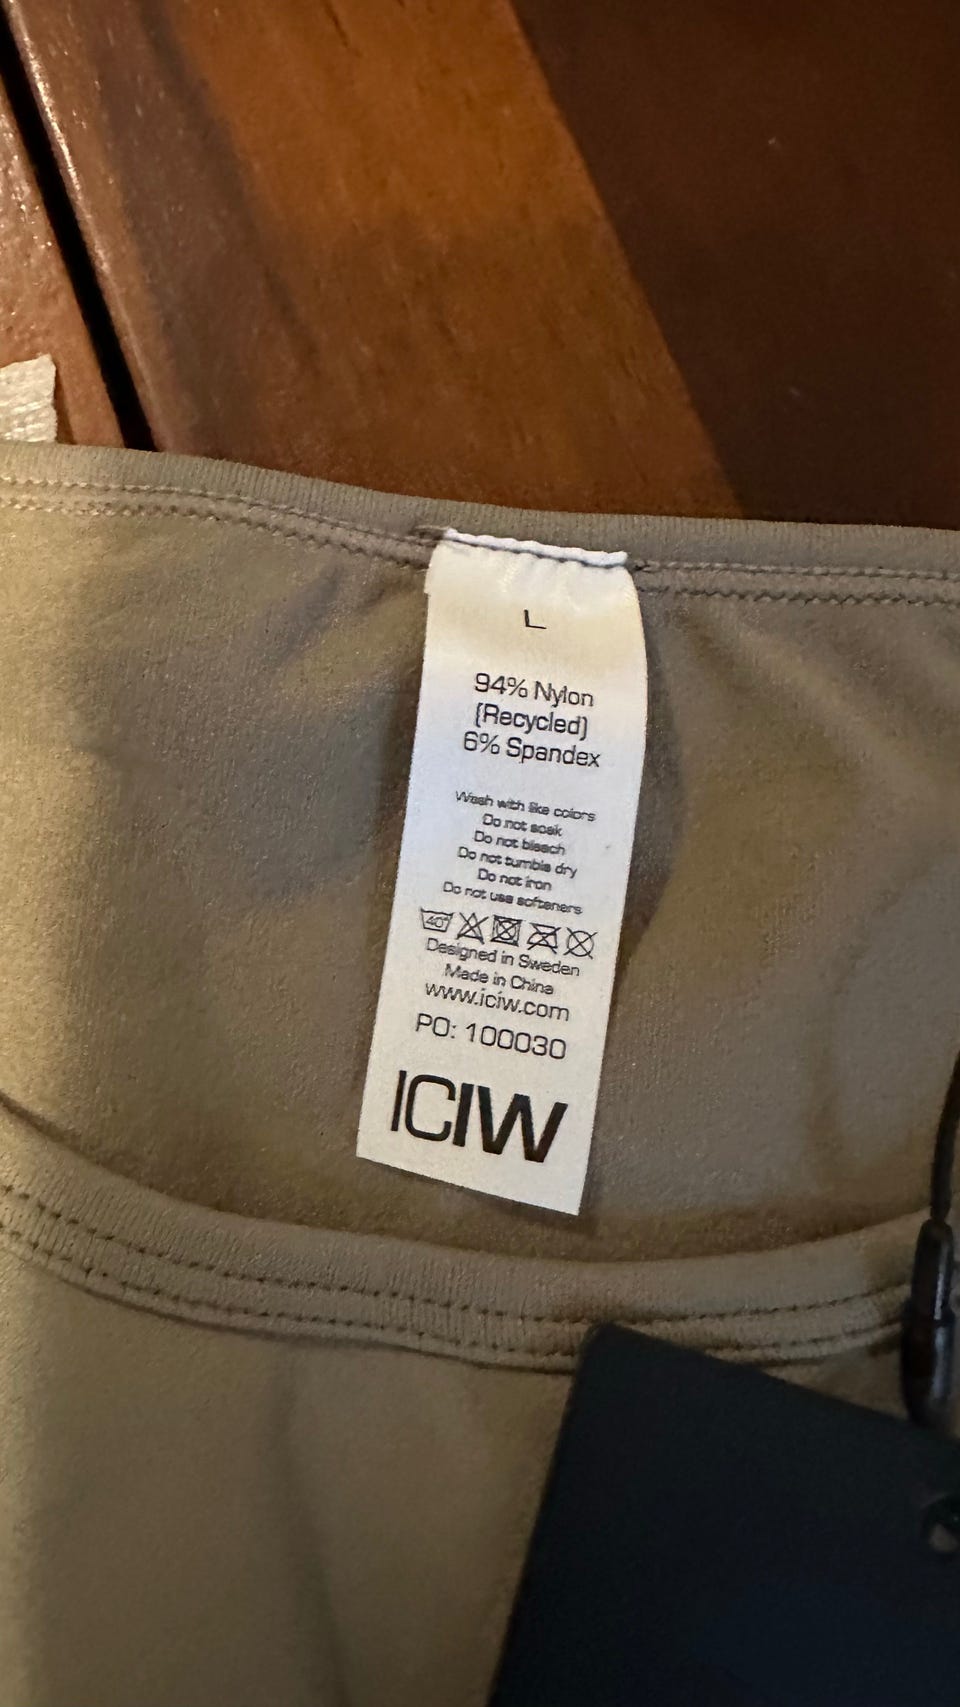 L
94% Nylon
(Recycled)
6% Spandex
Wash with like colors
Do not soak
Do not bleach
Do not tumble dry
Do not iron
Do not use softeners
40°
Designed in Sweden
Made in China
www.iciw.com
PO: 100030
ICIW